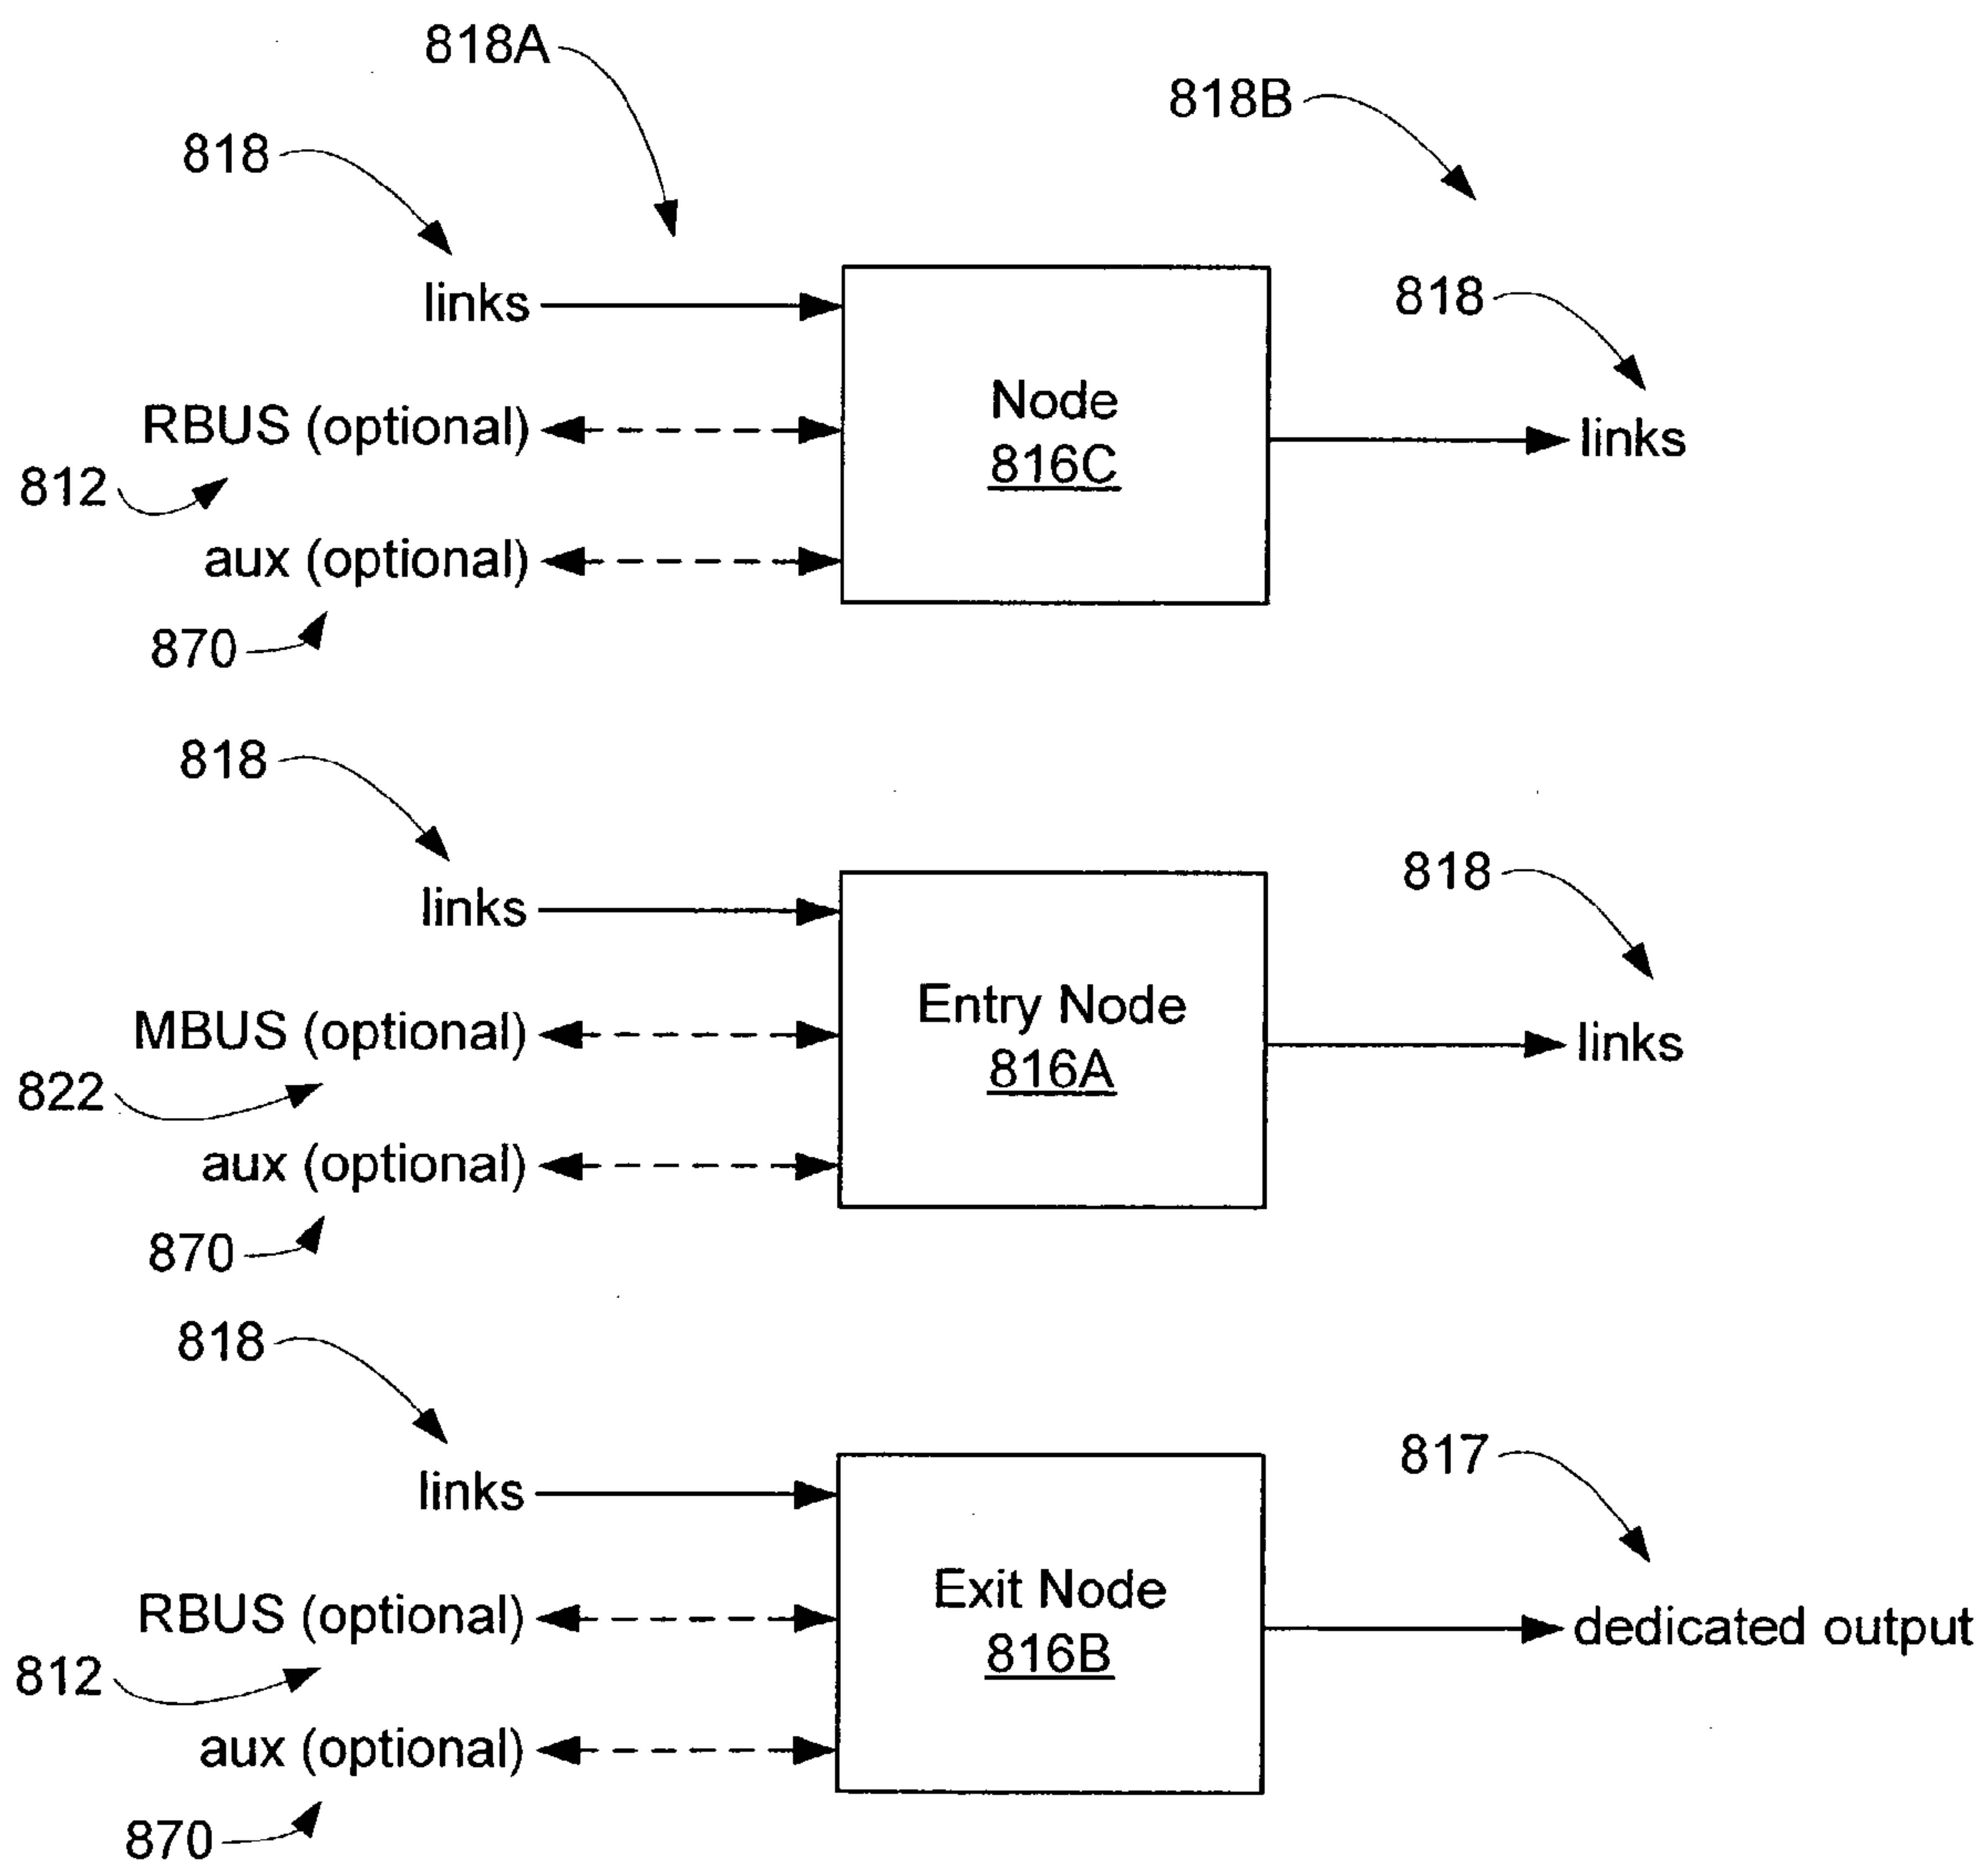 818A
818B
818
818
links
RBUS (optional)
Node
816C
links
812
aux (optional)
870
818
818
links
MBUS (optional)
Entry Node
816A
links
822
aux (optional)
870
818
817
links
RBUS (optional)
Exit Node
816B
dedicated output
812
aux (optional)
870